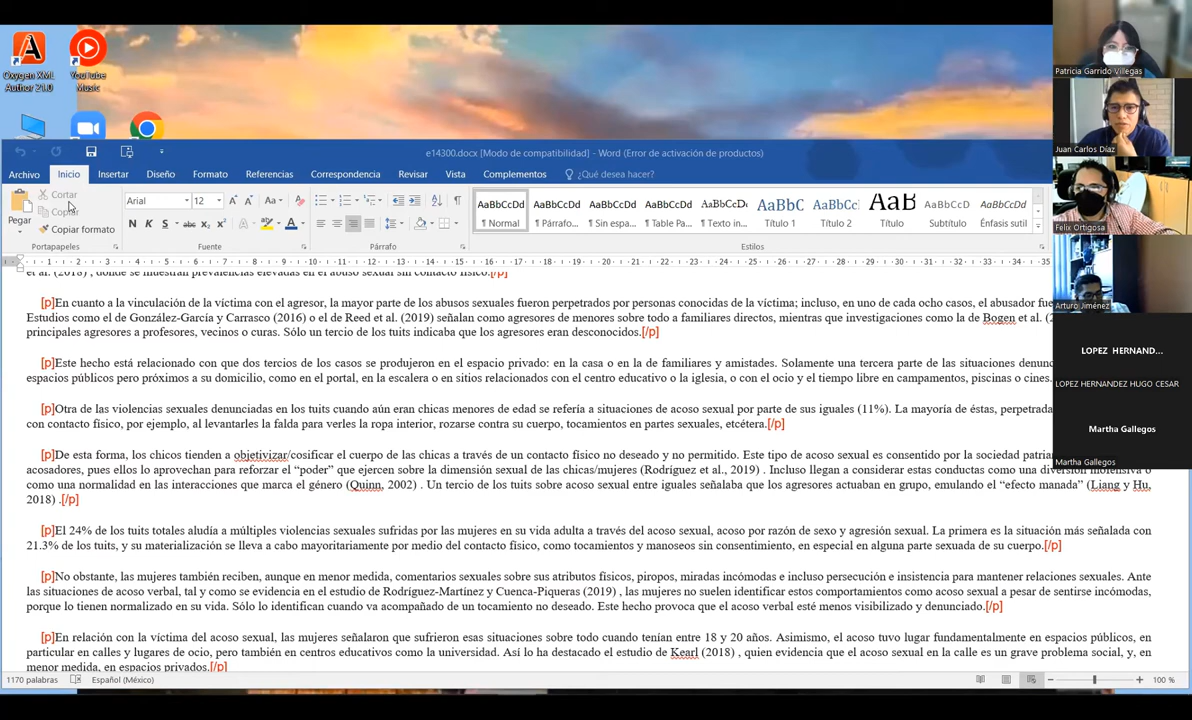 Oxygen XML
Author 21.0
YouTube
Music
e14300.docx [Modo de compatibilidad] - Word (Error de activación de productos)
Archivo Inicio Insertar Diseño Formato Referencias Correspondencia Revisar Vista Complementos ¿Qué desea hacer?
Pegar
Cortar
Copiar
Copiar formato
Portapapeles
Arial 12
N K S abc x₂ x²
Fuente
Párrafo
AaBbCcDd
¶ Normal
AaBbCcDd
¶ Párrafo...
AaBbCcDd
¶ Sin espa...
AaBbCcDd
¶ Table Pa...
AaBbCcDD
¶ Texto in...
AaBbCc
Título 1
AaBbCc
Título 2
AaB
Título
AaBbCcD
Subtítulo
AaBbCcDd
Énfasis sutil
Estilos
et al. (2018) , donde se muestran prevalencias elevadas en el abuso sexual sin contacto físico.[/p]
[p]En cuanto a la vinculación de la víctima con el agresor, la mayor parte de los abusos sexuales fueron perpetrados por personas conocidas de la víctima; incluso, en uno de cada ocho casos, el abusador
Estudios como el de González-García y Carrasco (2016) o el de Reed et al. (2019) señalan como agresores de menores sobre todo a familiares directos, mientras que investigaciones como la de Bogen et al.
principales agresores a profesores, vecinos o curas. Sólo un tercio de los tuits indicaba que los agresores eran desconocidos.[/p]
[p]Este hecho está relacionado con que dos tercios de los casos se produjeron en el espacio privado: en la casa o en la de familiares y amistades. Solamente una tercera parte de las situaciones
espacios públicos pero próximos a su domicilio, como en el portal, en la escalera o en sitios relacionados con el centro educativo o la iglesia, o con el ocio y el tiempo libre en campamentos, piscinas o cines.
[p]Otra de las violencias sexuales denunciadas en los tuits cuando aún eran chicas menores de edad se refería a situaciones de acoso sexual por parte de sus iguales (11%). La mayoría de éstas,
con contacto físico, por ejemplo, al levantarles la falda para verles la ropa interior, rozarse contra su cuerpo, tocamientos en partes sexuales, etcétera.[/p]
[p]De esta forma, los chicos tienden a objetivizar/cosificar el cuerpo de las chicas a través de un contacto físico no deseado y no permitido. Este tipo de acoso sexual es consentido por la sociedad
acosadores, pues ellos lo aprovechan para reforzar el “poder” que ejercen sobre la dimensión sexual de las chicas/mujeres (Rodríguez et al., 2019) . Incluso llegan a considerar estas conductas como una diversión inofensiva o
como una normalidad en las interacciones que marca el género (Quinn, 2002) . Un tercio de los tuits sobre acoso sexual entre iguales señalaba que los agresores actuaban en grupo, emulando el “efecto manada” (Liang y Hu,
2018) .[/p]
[p]El 24% de los tuits totales aludía a múltiples violencias sexuales sufridas por las mujeres en su vida adulta a través del acoso sexual, acoso por razón de sexo y agresión sexual. La primera es la situación más señalada con
21.3% de los tuits, y su materialización se lleva a cabo mayoritariamente por medio del contacto físico, como tocamientos y manoseos sin consentimiento, en especial en alguna parte sexuada de su cuerpo.[/p]
[p]No obstante, las mujeres también reciben, aunque en menor medida, comentarios sexuales sobre sus atributos físicos, piropos, miradas incómodas e incluso persecución e insistencia para mantener relaciones sexuales. Ante
las situaciones de acoso verbal, tal y como se evidencia en el estudio de Rodríguez-Martínez y Cuenca-Piqueras (2019) , las mujeres no suelen identificar estos comportamientos como acoso sexual a pesar de sentirse incómodas,
porque lo tienen normalizado en su vida. Sólo lo identifican cuando va acompañado de un tocamiento no deseado. Este hecho provoca que el acoso verbal esté menos visibilizado y denunciado.[/p]
[p]En relación con la víctima del acoso sexual, las mujeres señalaron que sufrieron esas situaciones sobre todo cuando tenían entre 18 y 20 años. Asimismo, el acoso tuvo lugar fundamentalmente en espacios públicos, en
particular en calles y lugares de ocio, pero también en centros educativos como la universidad. Así lo ha destacado el estudio de Kearl (2018) , quien evidencia que el acoso sexual en la calle es un grave problema social, y, en
menor medida, en espacios privados.[/p]
1170 palabras Español (México) 100 %
Patricia Garrido Villegas
Juan Carlos Díaz
Felix Ortigosa
Arturo Jiménez
LOPEZ HERNAND...
LOPEZ HERNANDEZ HUGO CESAR
Martha Gallegos
Martha Gallegos